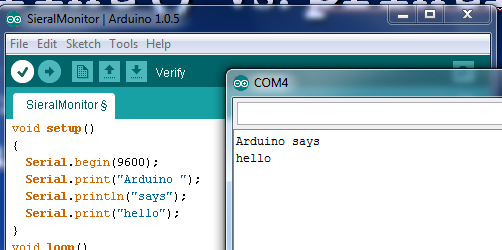 SieralMonitor | Arduino 1.0.5
File Edit Sketch Tools Help
Verify
SieralMonitor §
void setup()
{
Serial.begin(9600);
Serial.print("Arduino ");
Serial.println("says");
Serial.print("hello");
}
void loop()
COM4
Arduino says
hello